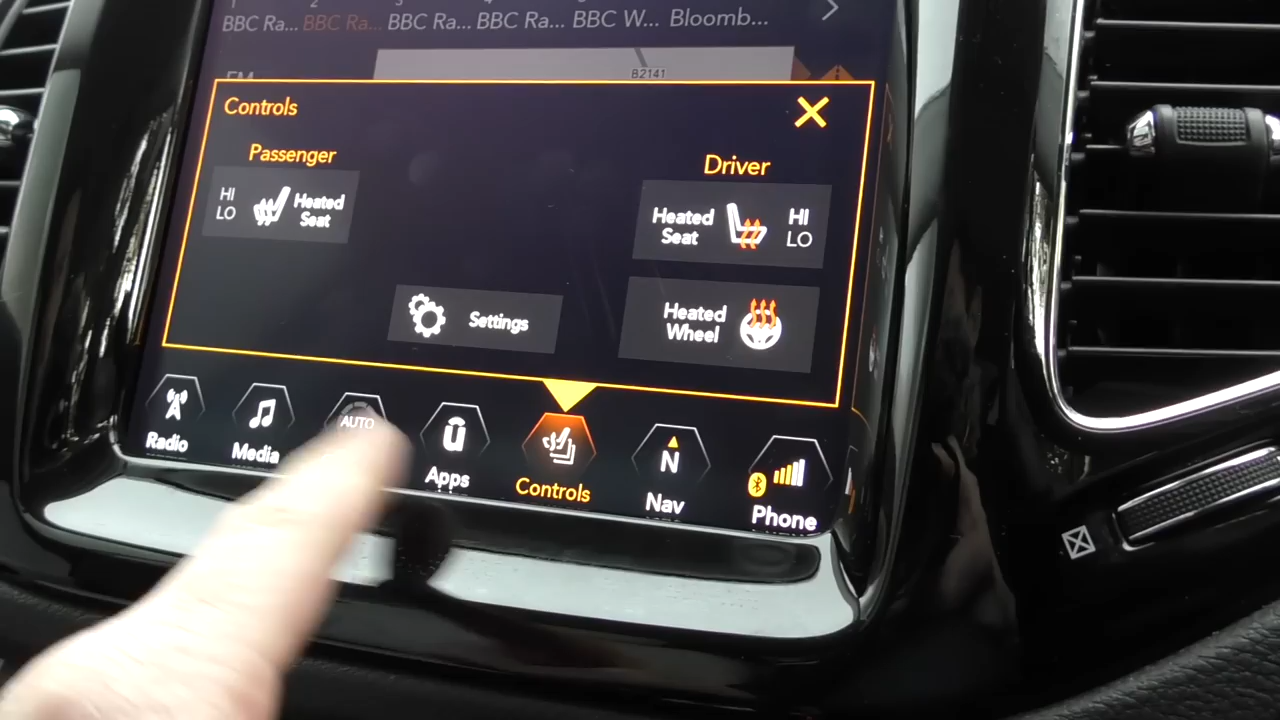 BBC Ra... BBC Ra... BBC Ra... BBC Ra... BBC W... Bloomb...
FM
B2141
Controls
Passenger
Driver
HI
LO
Heated
Seat
Heated
Seat
HI
LO
Settings
Heated
Wheel
AUTO
Radio
Media
Apps
Controls
N
Nav
Phone